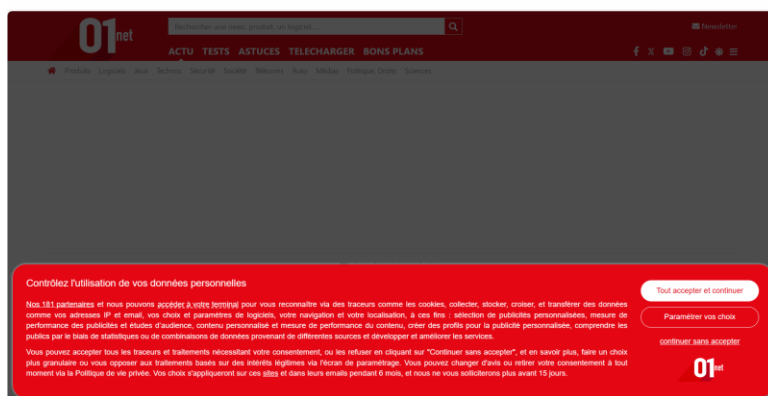 01net
Rechercher une news, produit, un logiciel...
Newsletter
ACTU TESTS ASTUCES TELECHARGER BONS PLANS
Produits Logiciels Jeux Technos Sécurité Société Télécoms Auto Médias Politique Droits Sciences
Contrôlez l'utilisation de vos données personnelles
Nos 181 partenaires et nous pouvons accéder à votre terminal pour vous reconnaître via des traceurs comme les cookies, collecter, stocker, croiser, et transférer des données
comme vos adresses IP et email, vos choix et paramètres de logiciels, votre navigation et votre localisation, à ces fins : sélection de publicités personnalisées, mesure de
performance des publicités et études d'audience, contenu personnalisé et mesure de performance du contenu, créer des profils pour la publicité personnalisée, comprendre les
publics par le biais de statistiques ou de combinaisons de données provenant de différentes sources et développer et améliorer les services.
Vous pouvez accepter tous les traceurs et traitements nécessitant votre consentement, ou les refuser en cliquant sur "Continuer sans accepter", et en savoir plus, faire un choix
plus granulaire ou vous opposer aux traitements basés sur des intérêts légitimes via l'écran de paramétrage. Vous pouvez changer d'avis ou retirer votre consentement à tout
moment via la Politique de vie privée. Vos choix s'appliqueront sur ces sites et dans leurs emails pendant 6 mois, et nous ne vous solliciterons plus avant 15 jours.
Tout accepter et continuer
Paramétrer vos choix
continuer sans accepter
01net